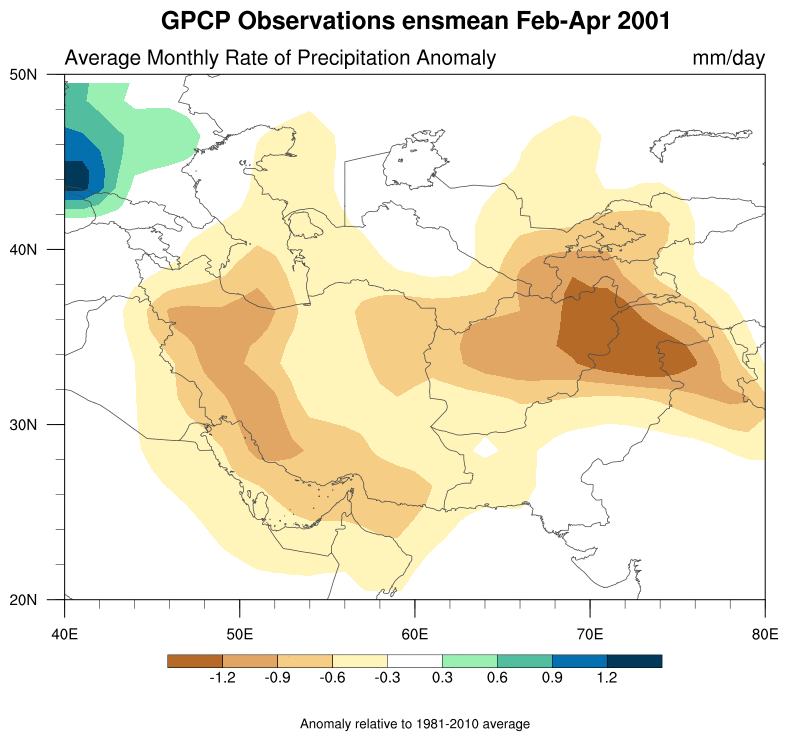 GPCP Observations ensmean Feb-Apr 2001
Average Monthly Rate of Precipitation Anomaly mm/day
50N
40N
30N
20N
40E 50E 60E 70E 80E
-1.2 -0.9 -0.6 -0.3 0.3 0.6 0.9 1.2
Anomaly relative to 1981-2010 average